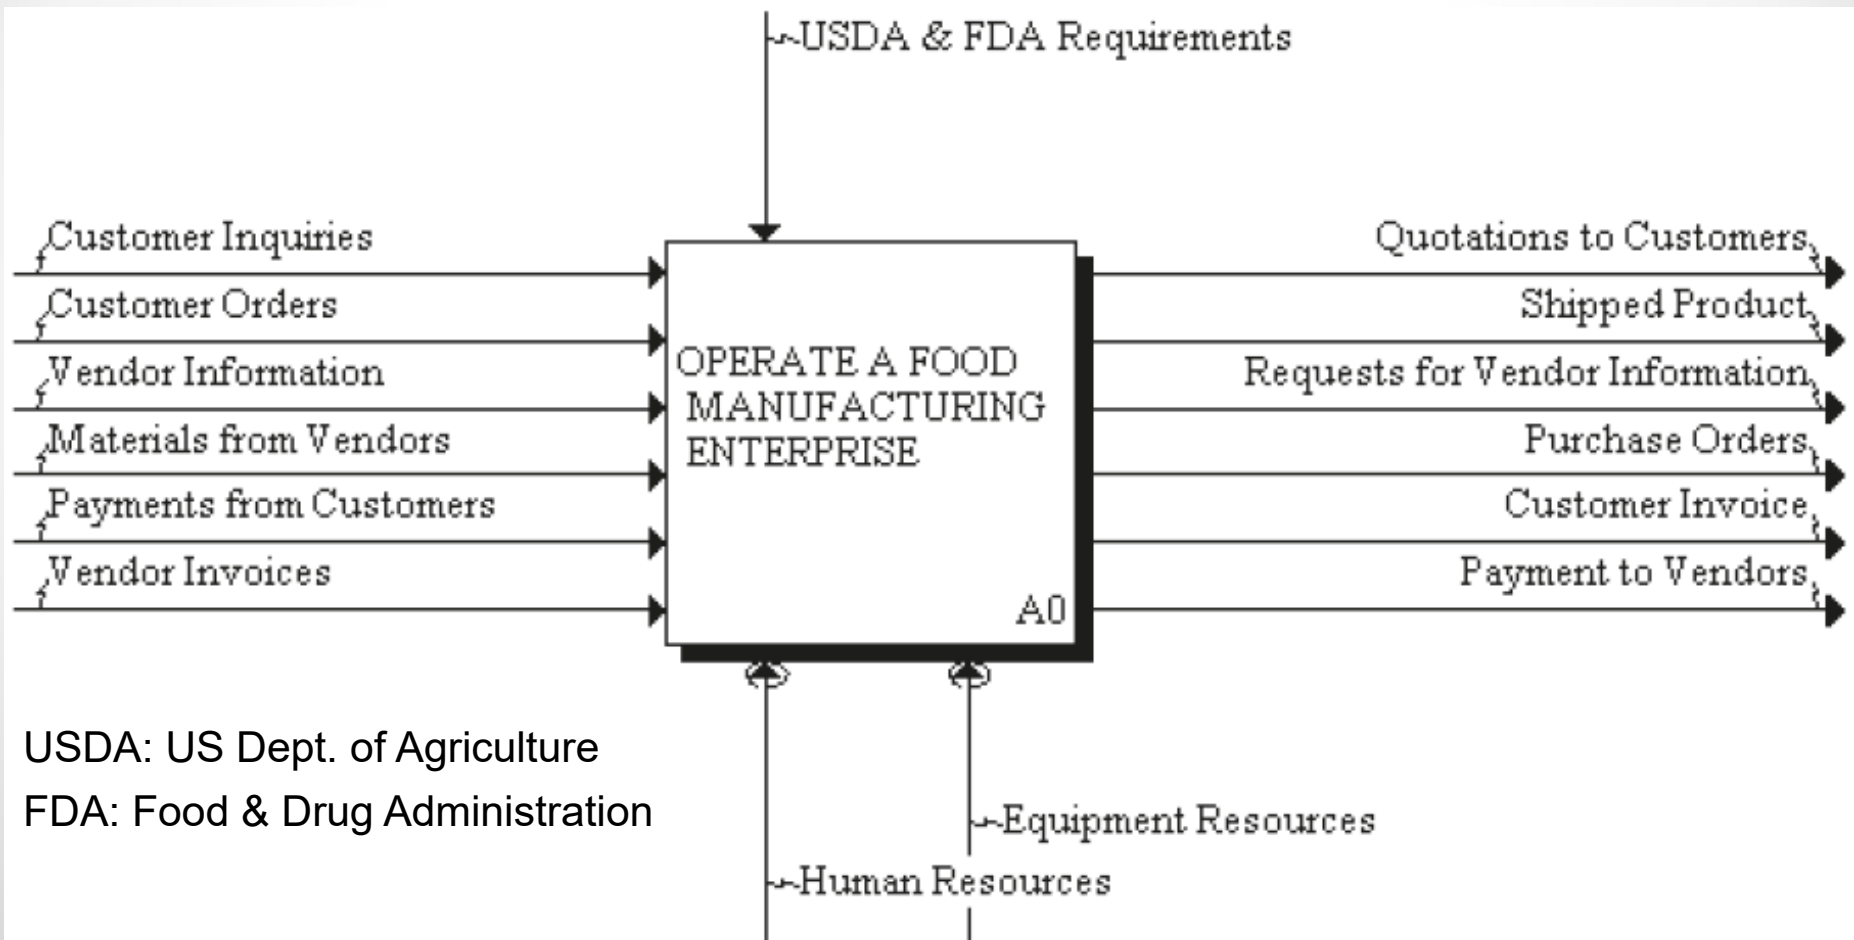 USDA & FDA Requirements
Customer Inquiries
Customer Orders
Vendor Information
Materials from Vendors
Payments from Customers
Vendor Invoices
OPERATE A FOOD
MANUFACTURING
ENTERPRISE
A0
Quotations to Customers
Shipped Product
Requests for Vendor Information
Purchase Orders
Customer Invoice
Payment to Vendors
USDA: US Dept. of Agriculture
FDA: Food & Drug Administration
Equipment Resources
Human Resources